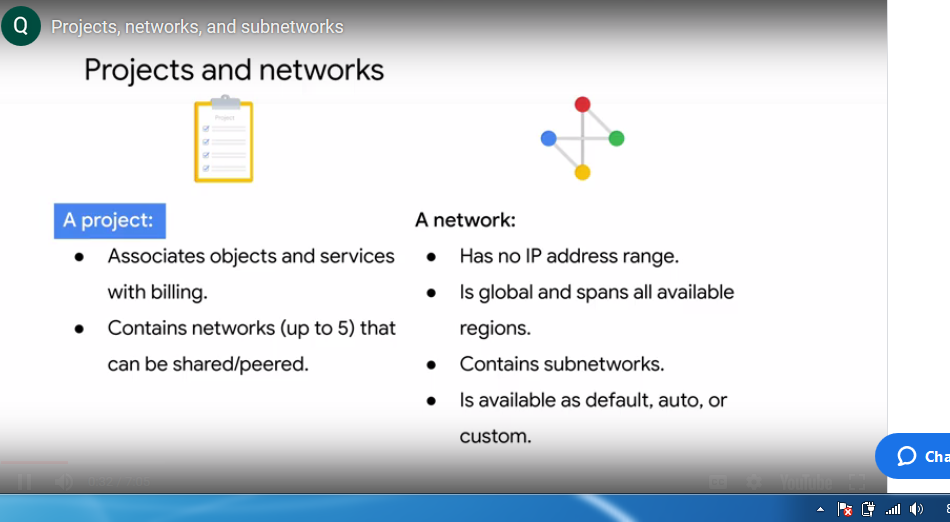 Q
Projects, networks, and subnetworks
Projects and networks
Project
A project:
● Associates objects and services
with billing.
● Contains networks (up to 5) that
can be shared/peered.
A network:
● Has no IP address range.
● Is global and spans all available
regions.
● Contains subnetworks.
● Is available as default, auto, or
custom.
YouTube
Cha